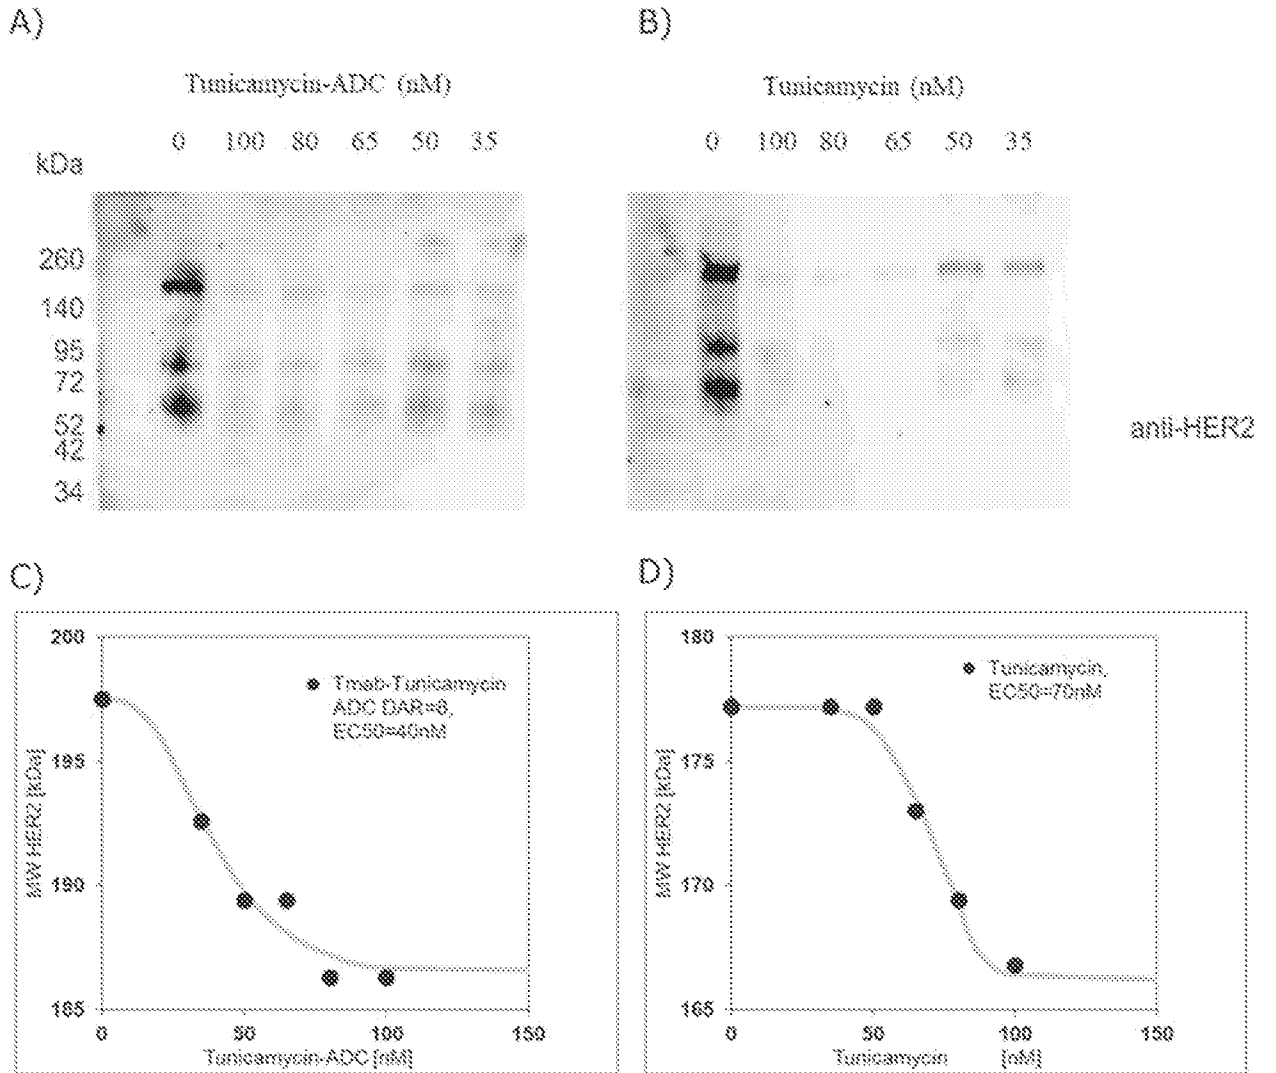 A)
B)
Tunicamycin-ADC (nM)
Tunicamycin (nM)
0 100 80 65 50 35
0 100 80 65 50 35
kDa
260
140
95
72
52
42
34
anti-HER2
C)
D)
200
195
190
185
MW HER2 [kDa]
Tmab-Tunicamycin
ADC DAR=6,
EC50=40nM
0 50 100 150
Tunicamycin-ADC [nM]
180
175
170
165
MW HER2 [kDa]
Tunicamycin,
EC50=70nM
0 50 100 150
Tunicamycin [nM]